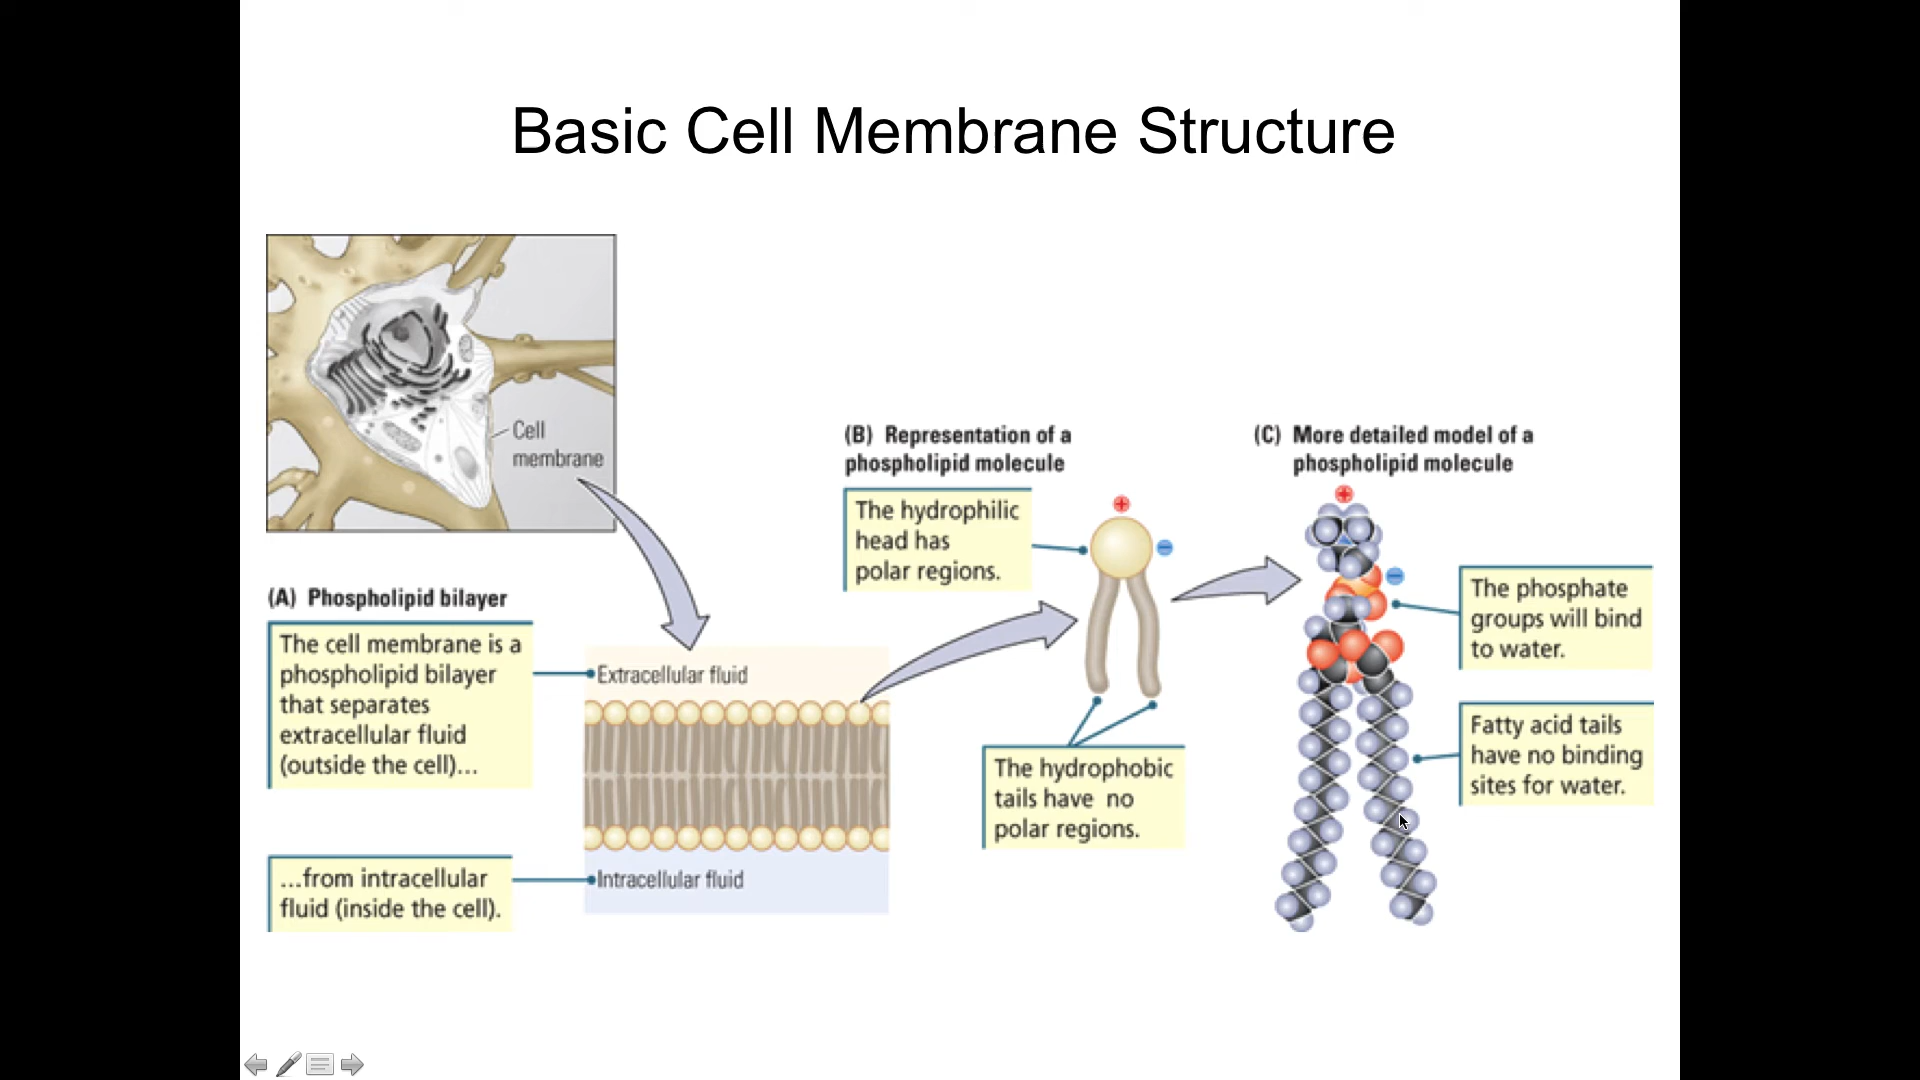 Basic Cell Membrane Structure
Cell
membrane
(A) Phospholipid bilayer
The cell membrane is a
phospholipid bilayer
that separates
extracellular fluid
(outside the cell)...
...from intracellular
fluid (inside the cell).
Extracellular fluid
Intracellular fluid
(B) Representation of a
phospholipid molecule
The hydrophilic
head has
polar regions.
+
−
The hydrophobic
tails have no
polar regions.
(C) More detailed model of a
phospholipid molecule
+
−
The phosphate
groups will bind
to water.
Fatty acid tails
have no binding
sites for water.